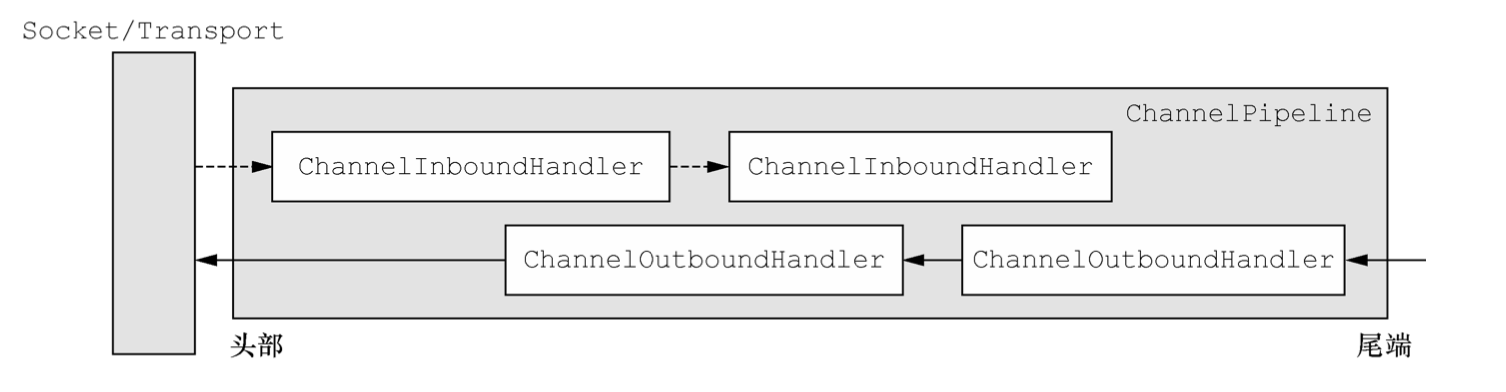 Socket/Transport
ChannelPipeline
ChannelInboundHandler
ChannelInboundHandler
ChannelOutboundHandler
ChannelOutboundHandler
头部
尾端